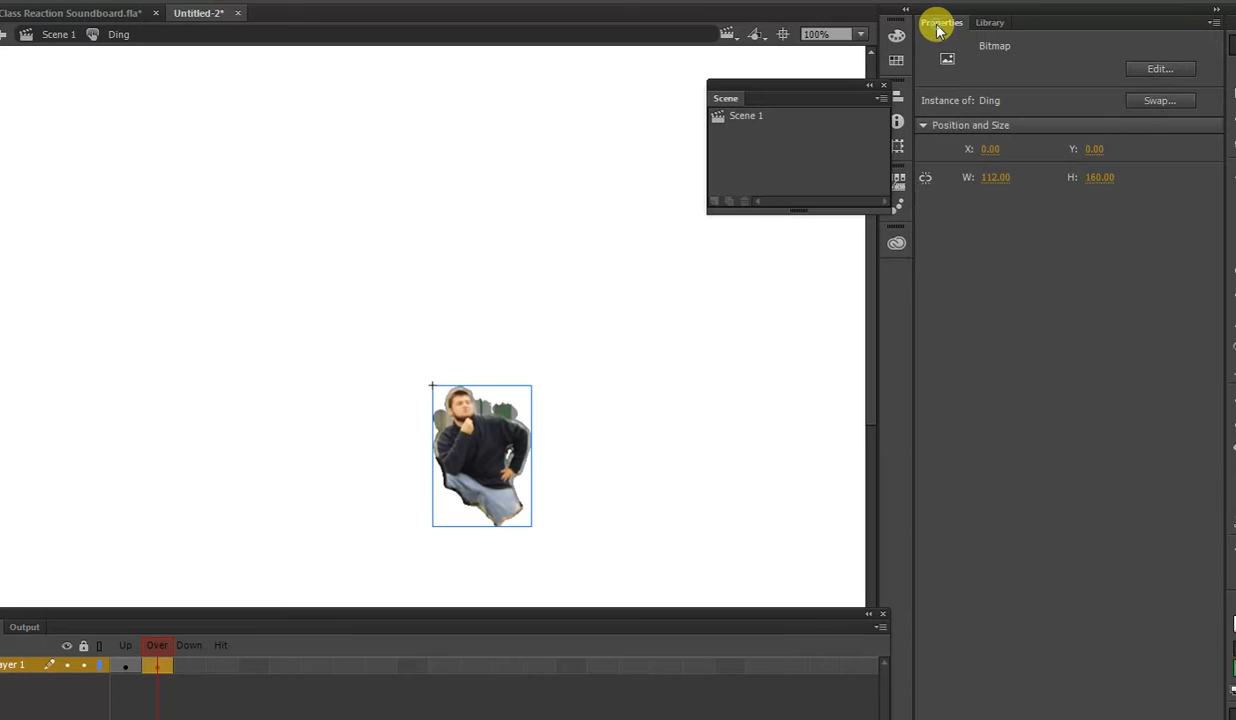 Class Reaction Soundboard.fla* × Untitled-2* ×
Scene 1 Ding 100%
Properties Library
Bitmap
Edit...
Instance of: Ding Swap...
Position and Size
X: 0.00 Y: 0.00
W: 112.00 H: 160.00
Scene
Scene 1
Output
Up Over Down Hit
ayer 1